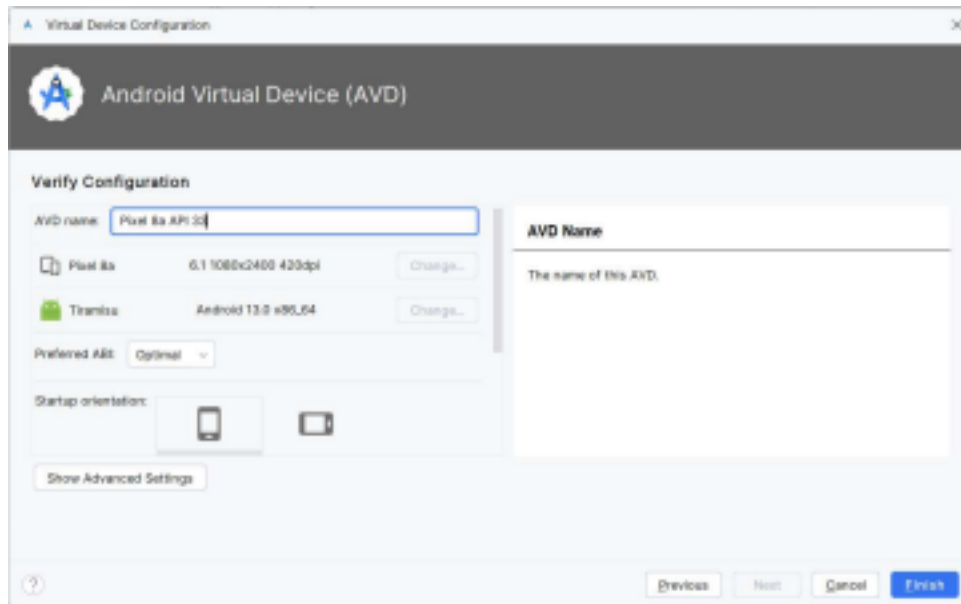 Virtual Device Configuration
Android Virtual Device (AVD)
Verify Configuration
AVD name: Pixel 8a API 33
Pixel 8a 6.1 1080x2400 420dpi Change...
Tiramisu Android 13.0 x86_64 Change...
Preferred ABI: Optimal
Startup orientation:
Show Advanced Settings
AVD Name
The name of this AVD.
?
Previous Next Cancel Finish